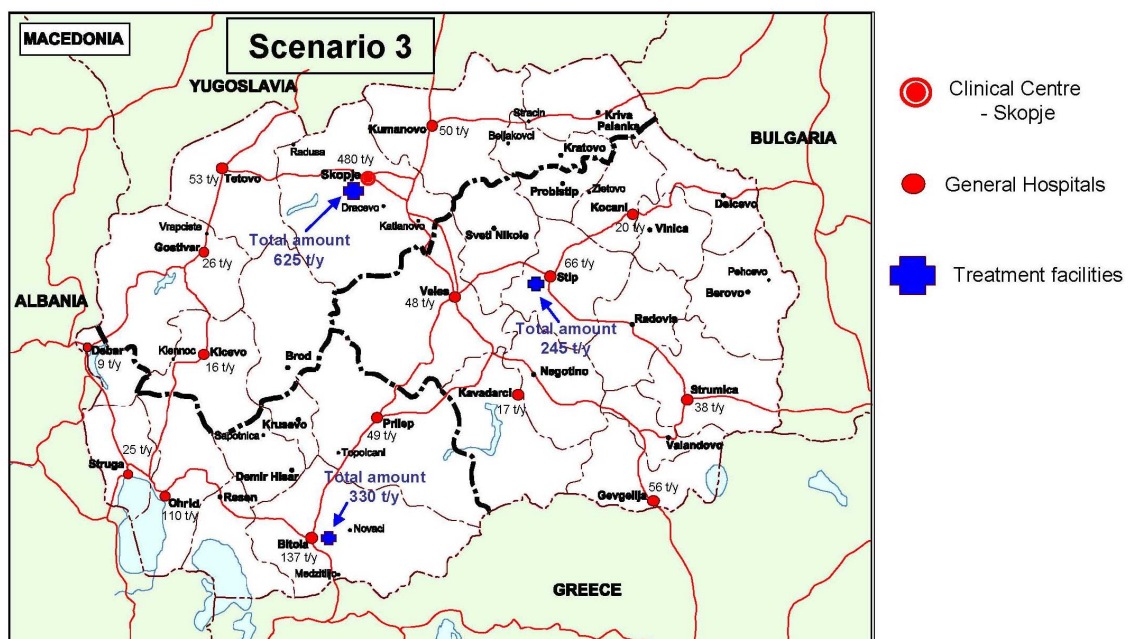 MACEDONIA
Scenario 3
YUGOSLAVIA
BULGARIA
ALBANIA
GREECE
Clinical Centre
- Skopje
General Hospitals
Treatment facilities
Kumanovo
50 t/y
Stracin
Beljakovci
Kriva
Palanka
Kratovo
Radusa
480 t/y
Skopje
Tetovo
53 t/y
Dracevo
Katlanovo
Total amount
625 t/y
Probistip
Zletovo
Kocani
20 t/y
Delcevo
Vinica
Sveti Nikole
Vrapciste
Gostivar
26 t/y
66 t/y
Stip
Pehcevo
Berovo
Veles
48 t/y
Total amount
245 t/y
Radovis
Debar
9 t/y
Kicevo
16 t/y
Brod
Negotino
Kavadarci
17 t/y
Strumica
38 t/y
Prilep
49 t/y
Krusevo
Sapotnica
Topolcani
Valandovo
25 t/y
Struga
Demir Hisar
Total amount
330 t/y
Ohrid
110 t/y
Resen
56 t/y
Gevgelija
Novaci
Bitola
137 t/y